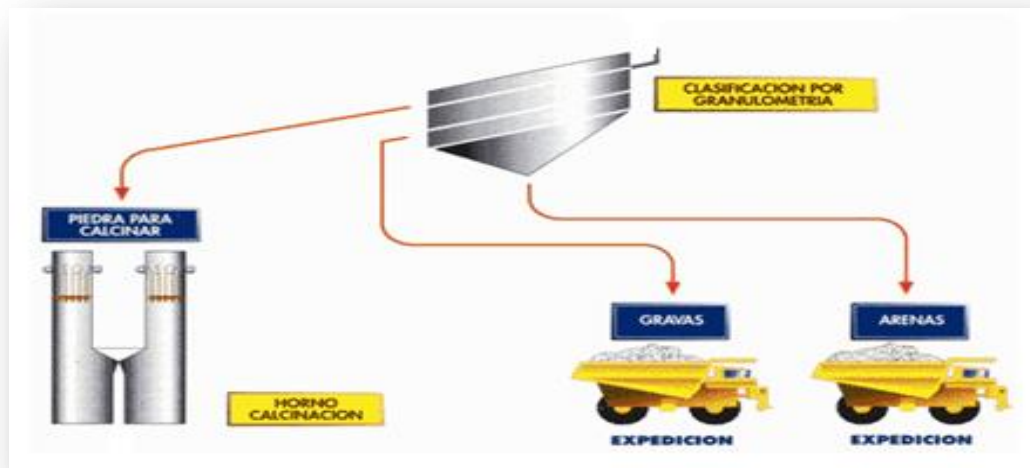 CLASIFICACION POR
GRANULOMETRIA
PIEDRA PARA
CALCINAR
GRAVAS
ARENAS
HORNO
CALCINACION
EXPEDICION
EXPEDICION